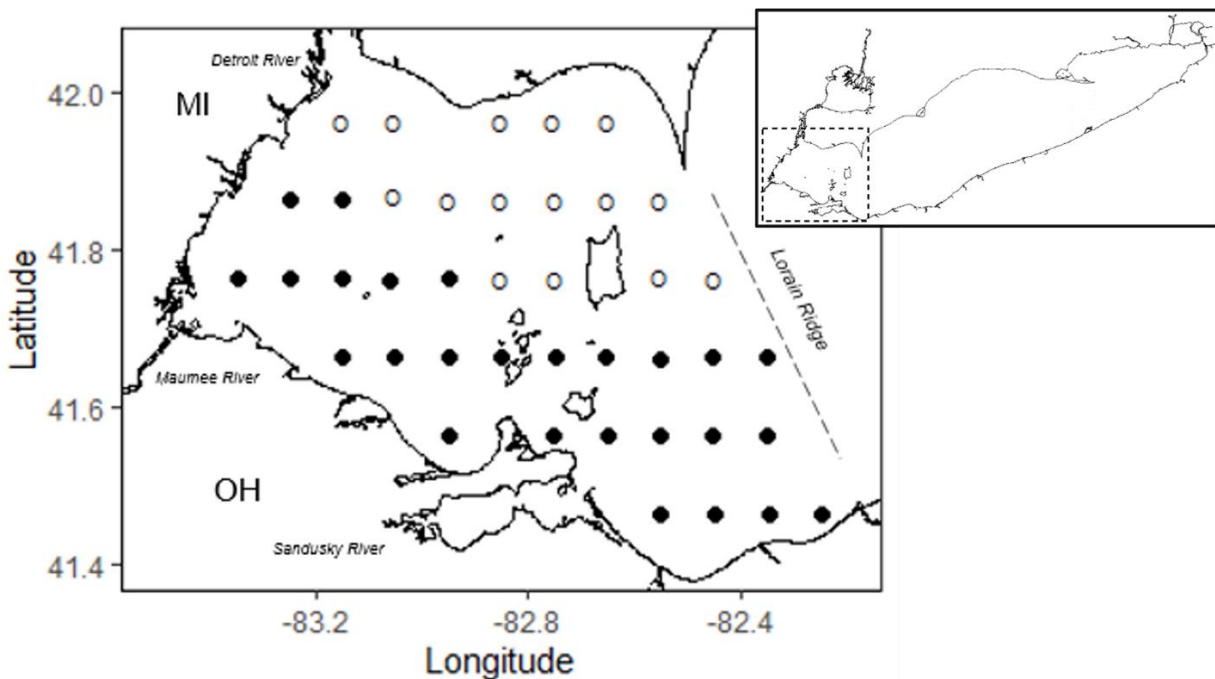 Detroit River
MI
42.0
41.8
Lorain Ridge
Latitude
Maumee River
41.6
OH
Sandusky River
41.4
-83.2
-82.8
-82.4
Longitude